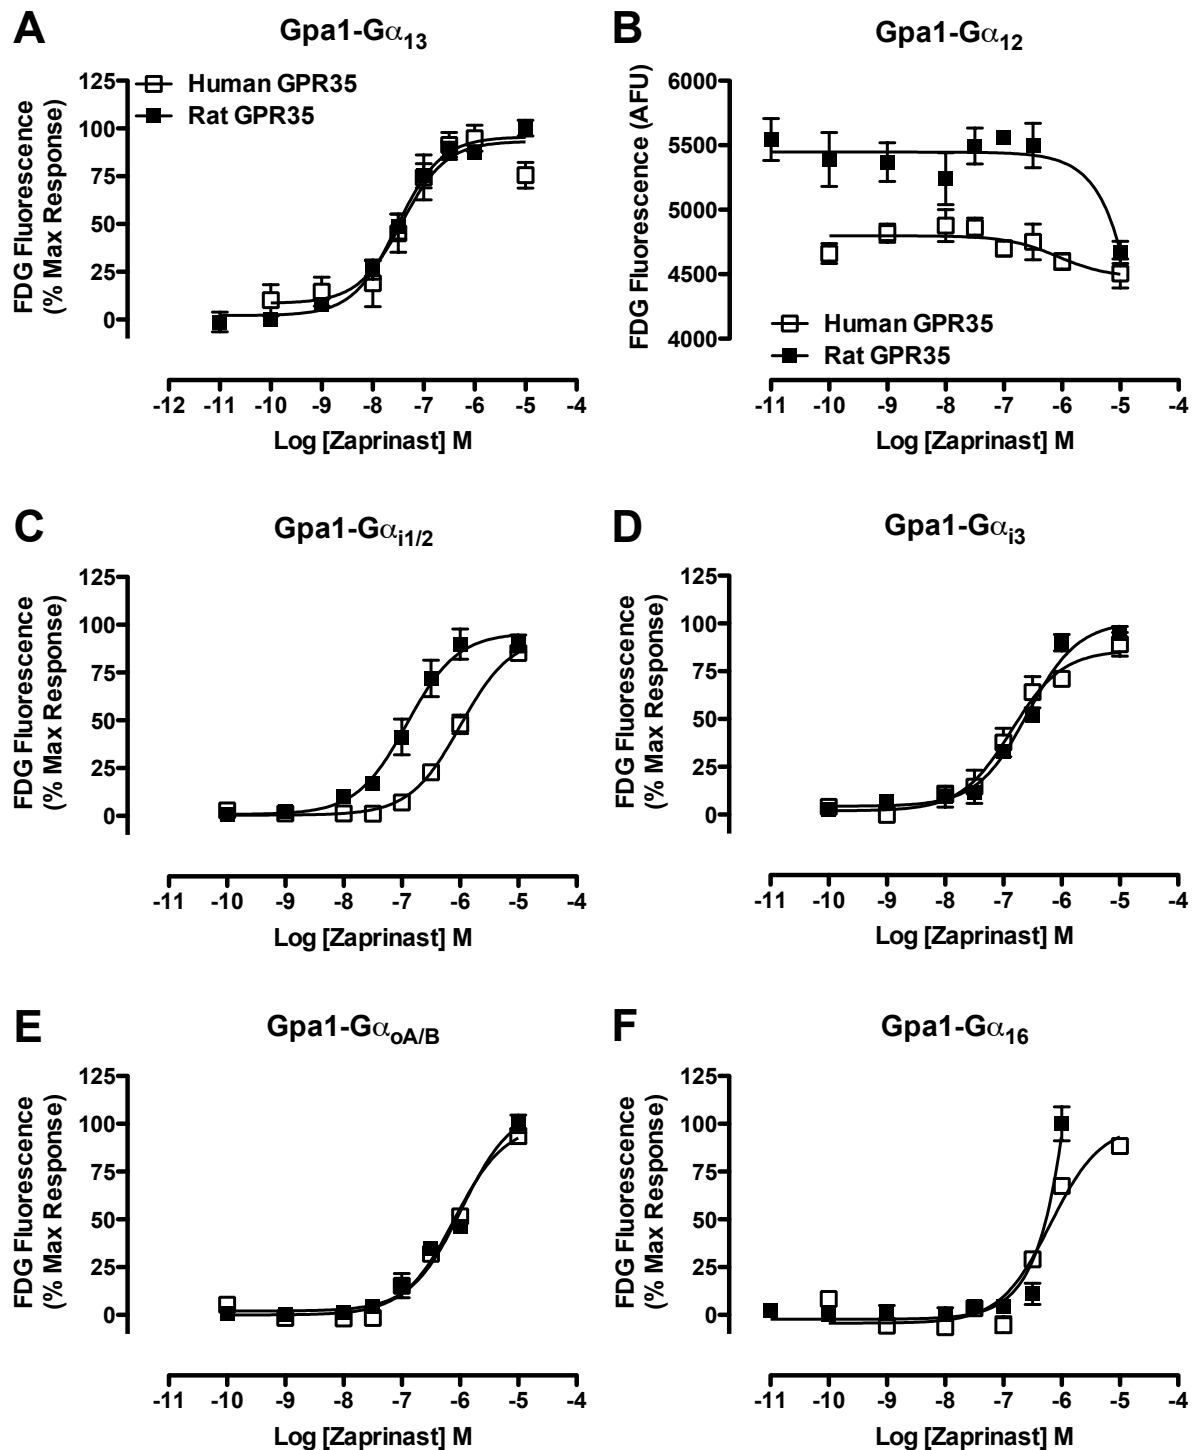 A
Gpa1-Gα13
FDG Fluorescence
(% Max Response)
125
100
75
50
25
0
Human GPR35
Rat GPR35
-12 -11 -10 -9 -8 -7 -6 -5 -4
Log [Zaprinast] M
B
Gpa1-Gα12
FDG Fluorescence (AFU)
6000
5500
5000
4500
4000
Human GPR35
Rat GPR35
-11 -10 -9 -8 -7 -6 -5 -4
Log [Zaprinast] M
C
Gpa1-Gαi1/2
FDG Fluorescence
(% Max Response)
125
100
75
50
25
0
-11 -10 -9 -8 -7 -6 -5 -4
Log [Zaprinast] M
D
Gpa1-Gαi3
FDG Fluorescence
(% Max Response)
125
100
75
50
25
0
-11 -10 -9 -8 -7 -6 -5 -4
Log [Zaprinast] M
E
Gpa1-GαoA/B
FDG Fluorescence
(% Max Response)
125
100
75
50
25
0
-11 -10 -9 -8 -7 -6 -5 -4
Log [Zaprinast] M
F
Gpa1-Gα16
FDG Fluorescence
(% Max Response)
125
100
75
50
25
0
-11 -10 -9 -8 -7 -6 -5 -4
Log [Zaprinast] M